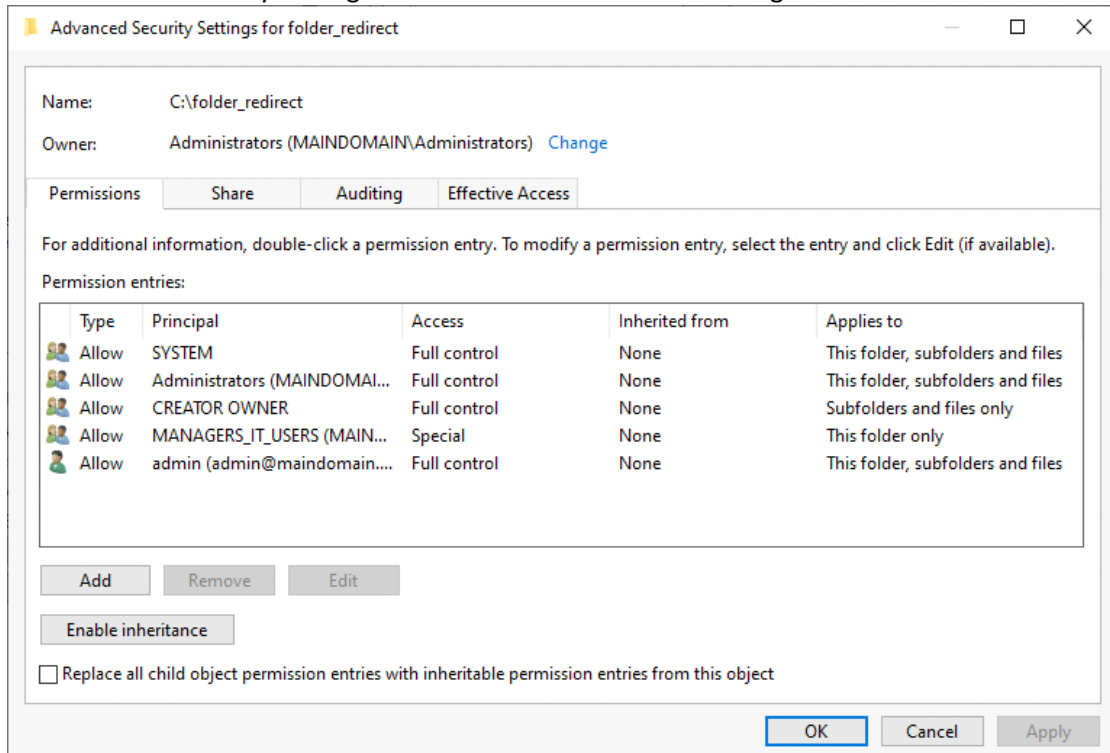 Advanced Security Settings for folder_redirect
Name: C:\folder_redirect
Owner: Administrators (MAINDOMAIN\Administrators) Change
Permissions Share Auditing Effective Access
For additional information, double-click a permission entry. To modify a permission entry, select the entry and click Edit (if available).
Permission entries:
Type Principal Access Inherited from Applies to
Allow SYSTEM Full control None This folder, subfolders and files
Allow Administrators (MAINDOMAI... Full control None This folder, subfolders and files
Allow CREATOR OWNER Full control None Subfolders and files only
Allow MANAGERS_IT_USERS (MAIN... Special None This folder only
Allow admin (admin@maindomain.... Full control None This folder, subfolders and files
Add Remove Edit
Enable inheritance
Replace all child object permission entries with inheritable permission entries from this object
OK Cancel Apply